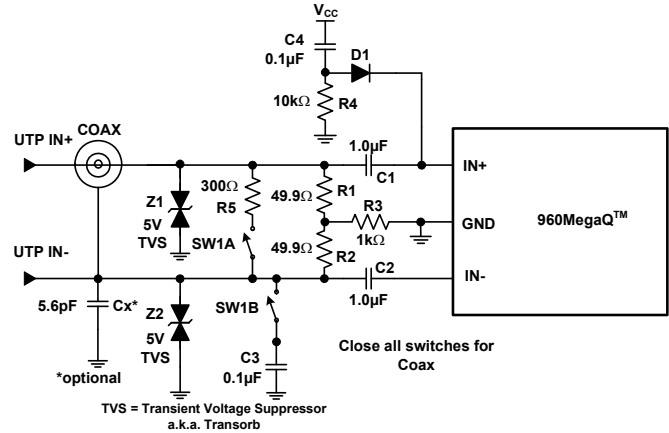 VCC
C4
0.1µF
D1
10kΩ
R4
UTP IN+
COAX
1.0µF
C1
IN+
Z1
5V
TVS
300Ω
R5
SW1A
49.9Ω
R1
R3
1kΩ
GND
960MegaQ™
49.9Ω
R2
UTP IN-
C2
1.0µF
IN-
5.6pF
Cx*
*optional
Z2
5V
TVS
SW1B
C3
0.1µF
Close all switches for
Coax
TVS = Transient Voltage Suppressor
a.k.a. Transorb